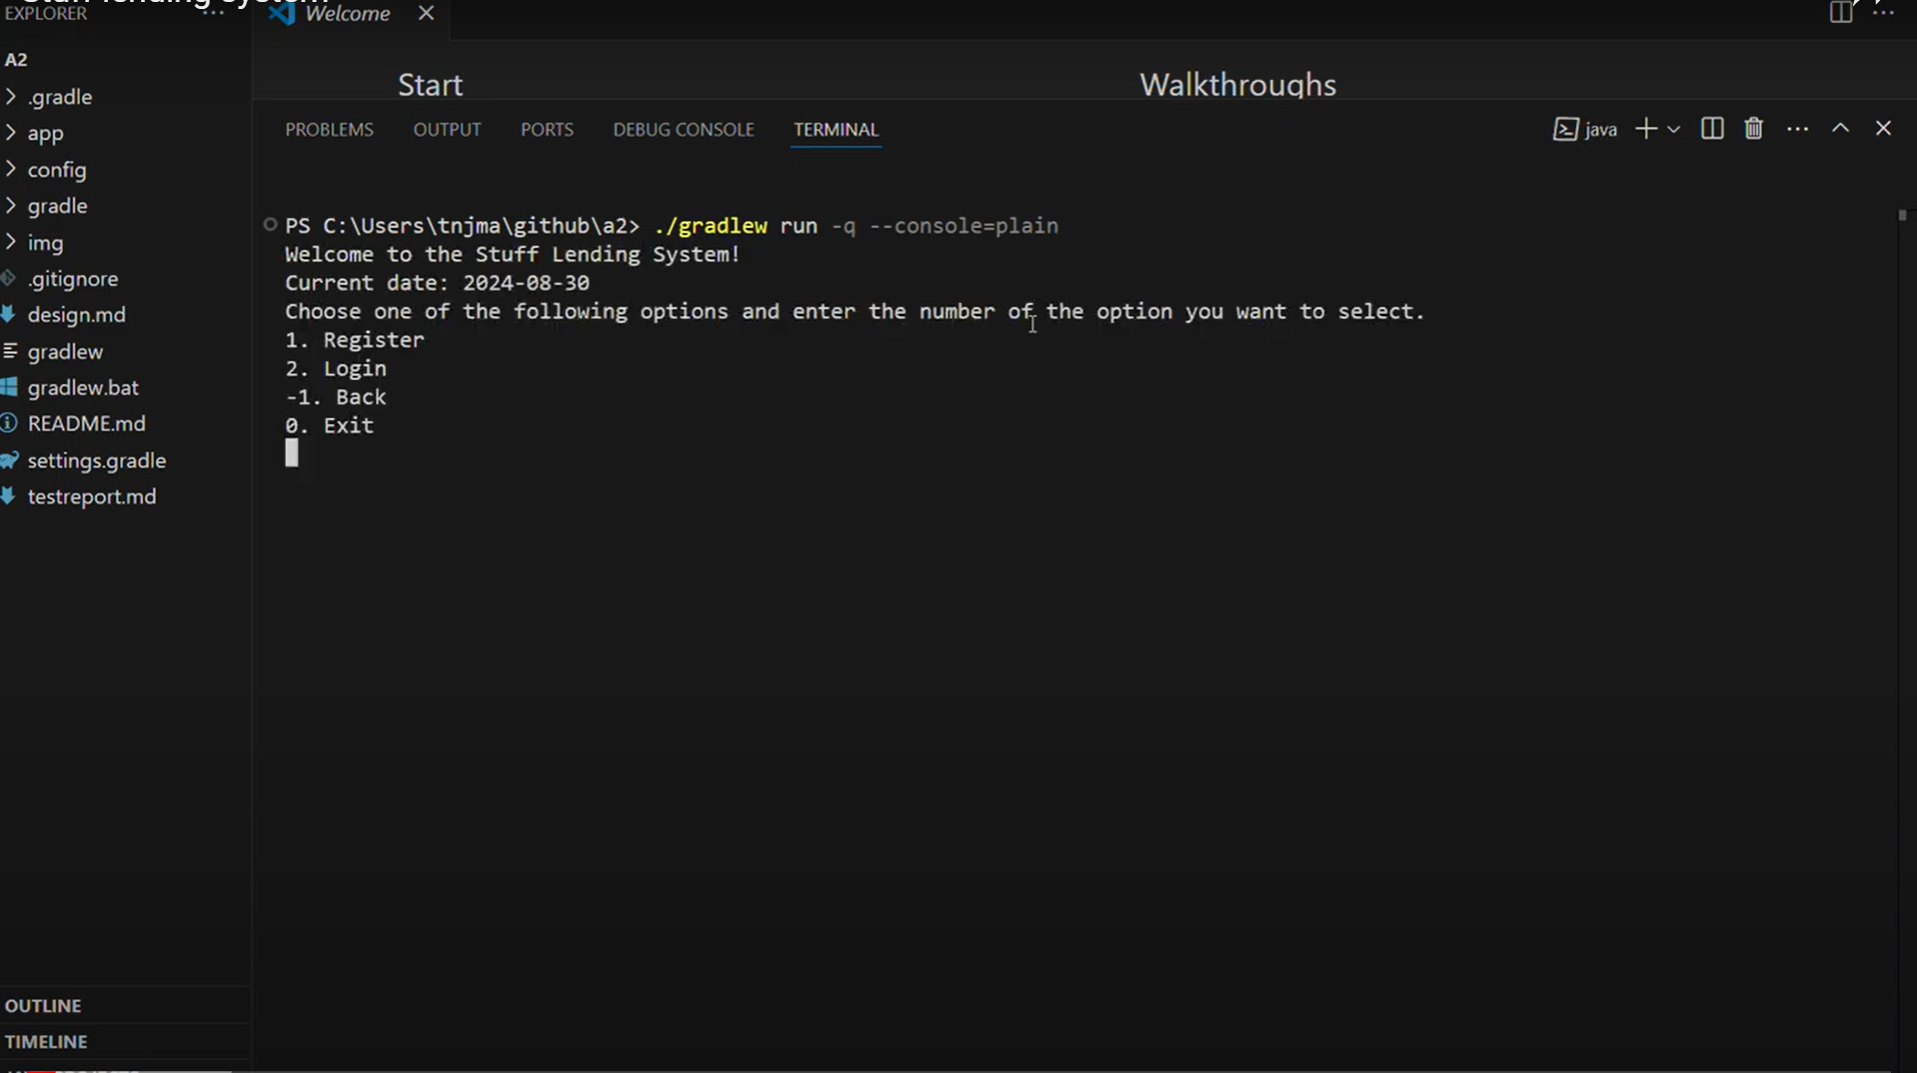 Stuff lending system
EXPLORER
Welcome
A2
.gradle
app
config
gradle
img
.gitignore
design.md
gradlew
gradlew.bat
README.md
settings.gradle
testreport.md
OUTLINE
TIMELINE
Start
Walkthroughs
PROBLEMS
OUTPUT
PORTS
DEBUG CONSOLE
TERMINAL
java
PS C:\Users\tnjma\github\a2> ./gradlew run -q --console=plain
Welcome to the Stuff Lending System!
Current date: 2024-08-30
Choose one of the following options and enter the number of the option you want to select.
1. Register
2. Login
-1. Back
0. Exit